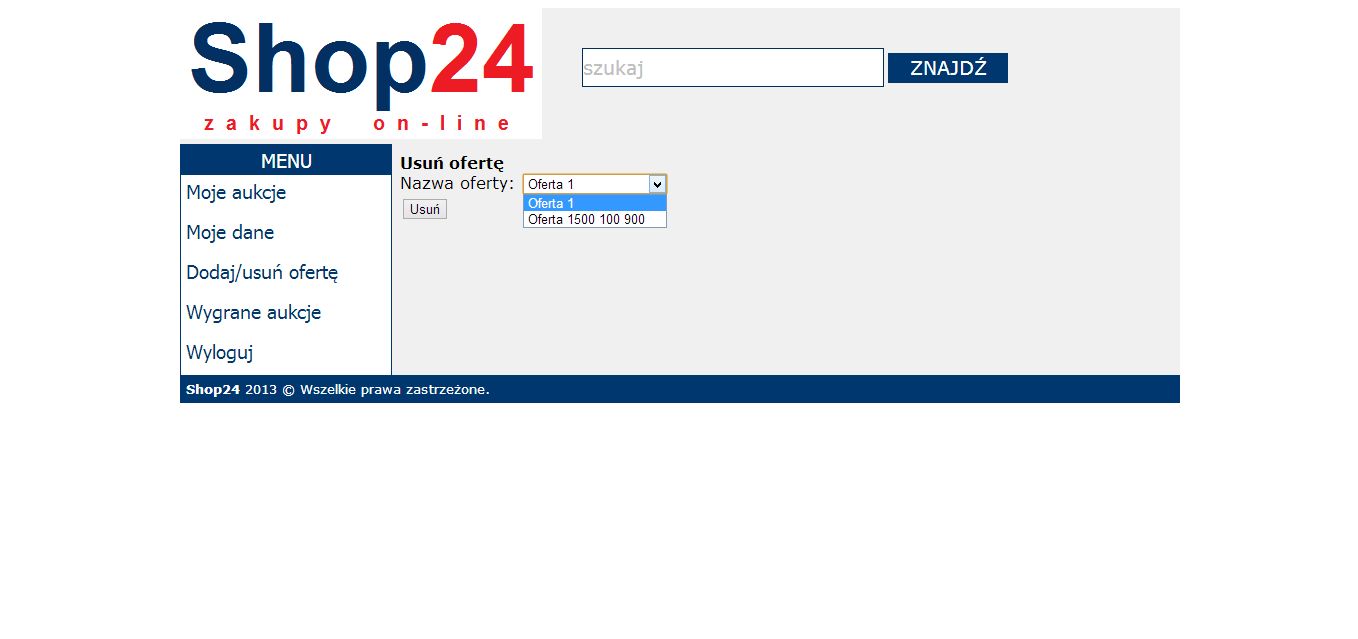 Shop24
zakupy on-line
szukaj
ZNAJDŹ
MENU
Moje aukcje
Moje dane
Dodaj/usuń ofertę
Wygrane aukcje
Wyloguj
Usuń ofertę
Nazwa oferty: Oferta 1
Oferta 1
Oferta 1500 100 900
Usuń
Shop24 2013 © Wszelkie prawa zastrzeżone.